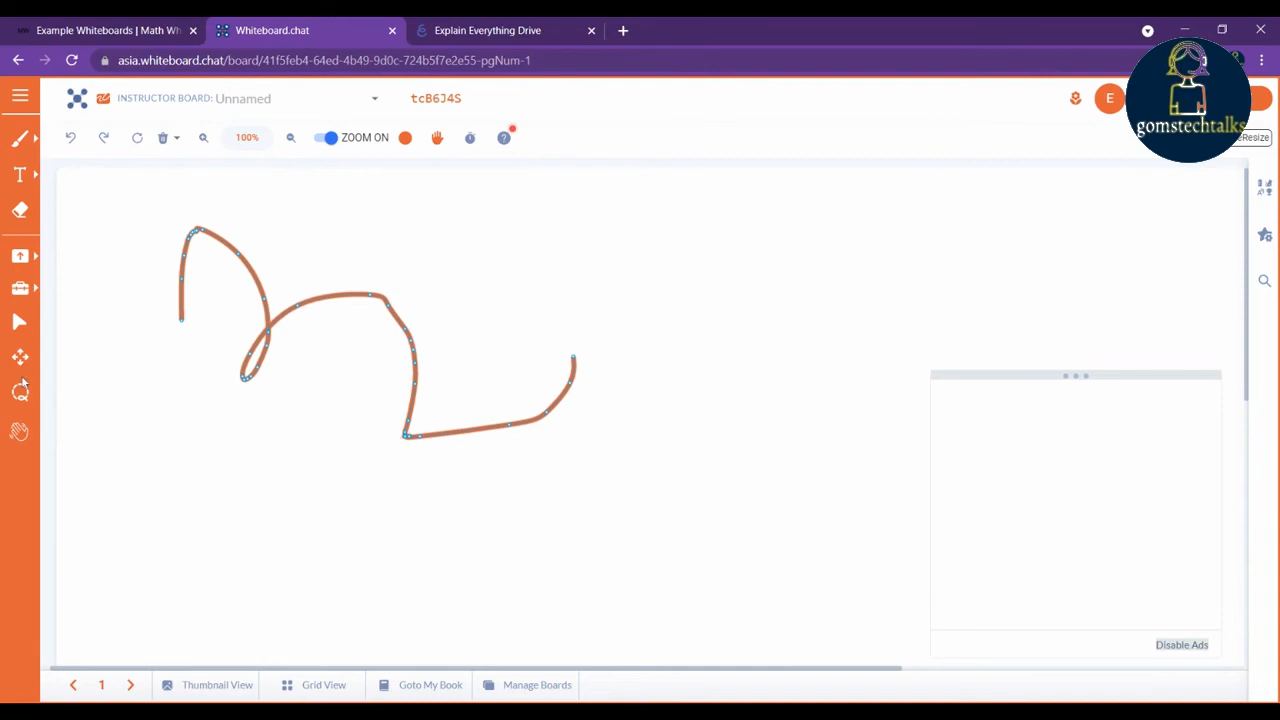 Example Whiteboards | Math Wh
Whiteboard.chat
Explain Everything Drive
asia.whiteboard.chat/board/41f5feb4-64ed-4b49-9d0c-724b5f7e2e55-pgNum-1
INSTRUCTOR BOARD: Unnamed
tcB6J4S
E
gomstechtalks
100%
ZOOM ON
Resize
T
Disable Ads
1
Thumbnail View
Grid View
Goto My Book
Manage Boards